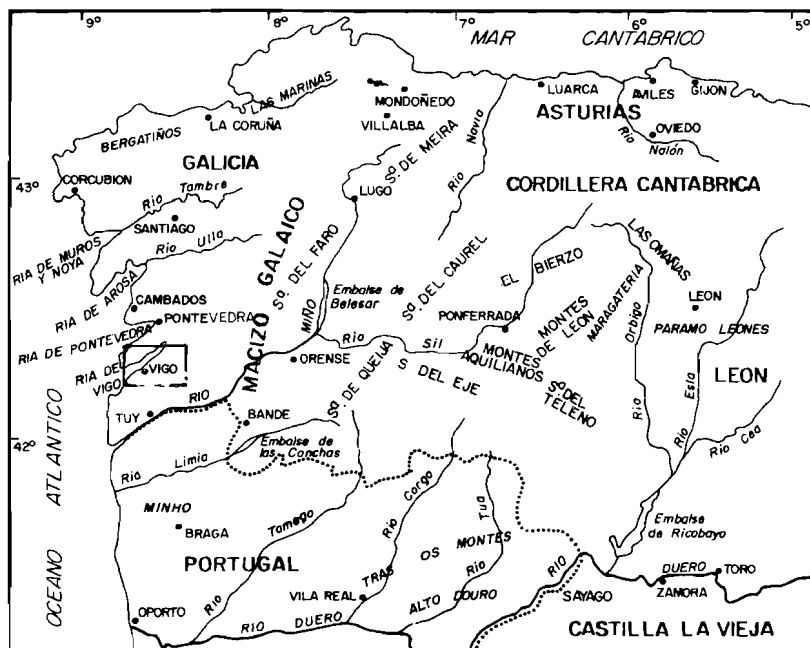 9°
8°
7°
6°
5°
MAR CANTABRICO
LAS MARINAS
MONDOÑEDO
VILLALBA
LUARCA
AVILES
GIJON
ASTURIAS
BERGATIÑOS
LA CORUÑA
OVIEDO
Rio Nalón
Rio Navia
GALICIA
Sª. DE MEIRA
43°
CORCUBION
Rio Tambre
LUGO
CORDILLERA CANTABRICA
SANTIAGO
RIA DE MUROS Y NOYA
Rio Ulla
MACIZO GALAICO
Sª. DEL FARO
Sª. DEL CAUREL
EL BIERZO
LAS OMAÑAS
RIA DE AROSA
CAMBADOS
Embalse de Belesar
MIÑO
PONFERRADA
MONTES DE LEON
MARAGATERIA
LEON
PONTEVEDRA
RIA DE PONTEVEDRA
Rio Sil
Rio Orbigo
PARAMO LEONES
ORENSE
MONTES AQUILIANOS
RIA DE VIGO
VIGO
Sª. DE QUEIJA
S DEL EJE
Sª. DEL TELENO
LEON
Rio Esla
RIO
TUY
BANDE
42°
Embalse de las Conchas
Rio Limia
Rio Cea
OCEANO ATLANTICO
MINHO
BRAGA
Rio Tamego
Rio Corgo
Rio Tua
Embalse de Ricobayo
PORTUGAL
TRAS OS MONTES
ALTO DOURO
VILA REAL
OPORTO
RIO DUERO
RIO DUERO
SAYAGO
ZAMORA
TORO
CASTILLA LA VIEJA